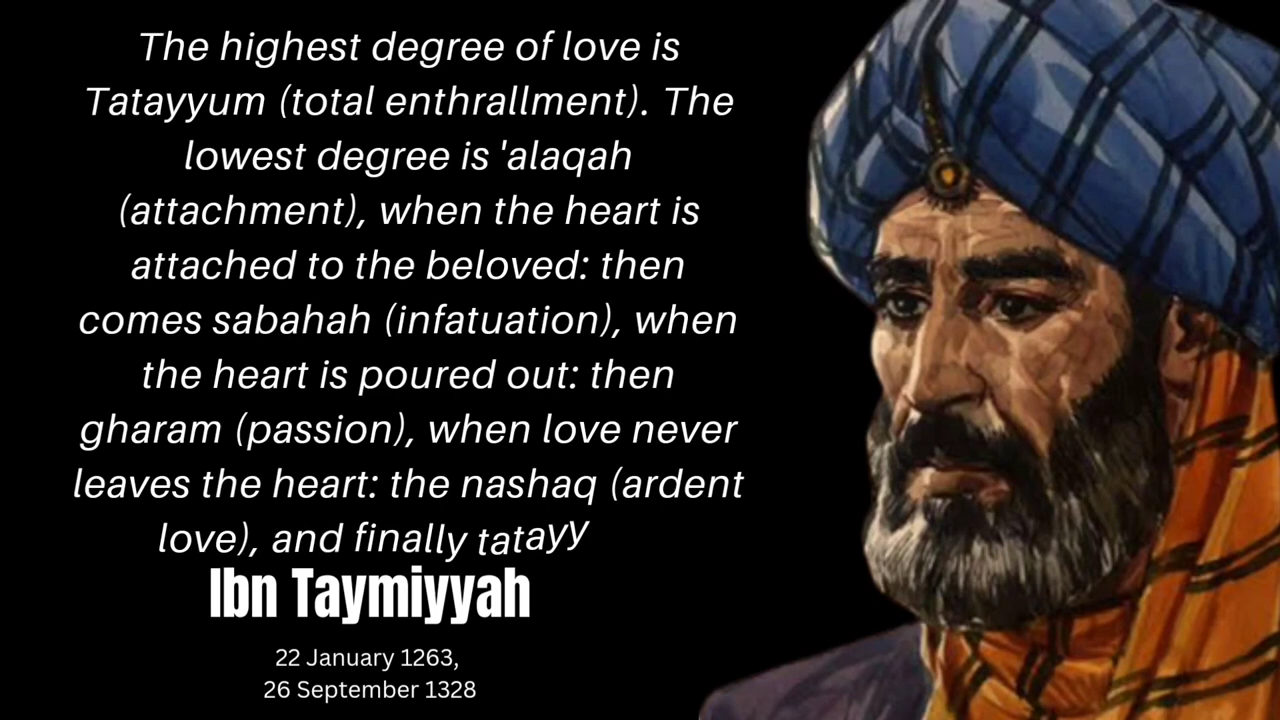 The highest degree of love is
Tatayyum (total enthrallment). The
lowest degree is 'alaqah
(attachment), when the heart is
attached to the beloved: then
comes sabahah (infatuation), when
the heart is poured out: then
gharam (passion), when love never
leaves the heart: the nashaq (ardent
love), and finally tatayy
Ibn Taymiyyah
22 January 1263,
26 September 1328